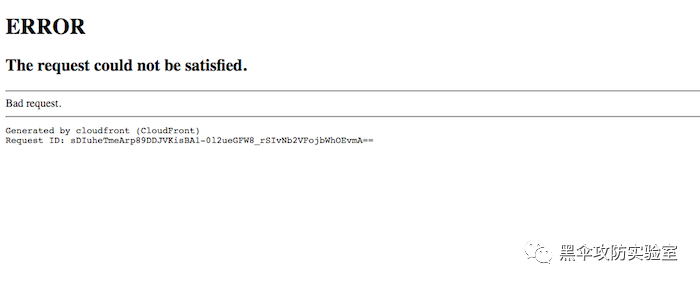 ERROR
The request could not be satisfied.
Bad request.
Generated by cloudfront (CloudFront)
Request ID: sDIuheTmeArp89DDJVKisBAl-0l2ueGFW8_rSIvNb2VFojbWhOEvmA==
黑伞攻防实验室